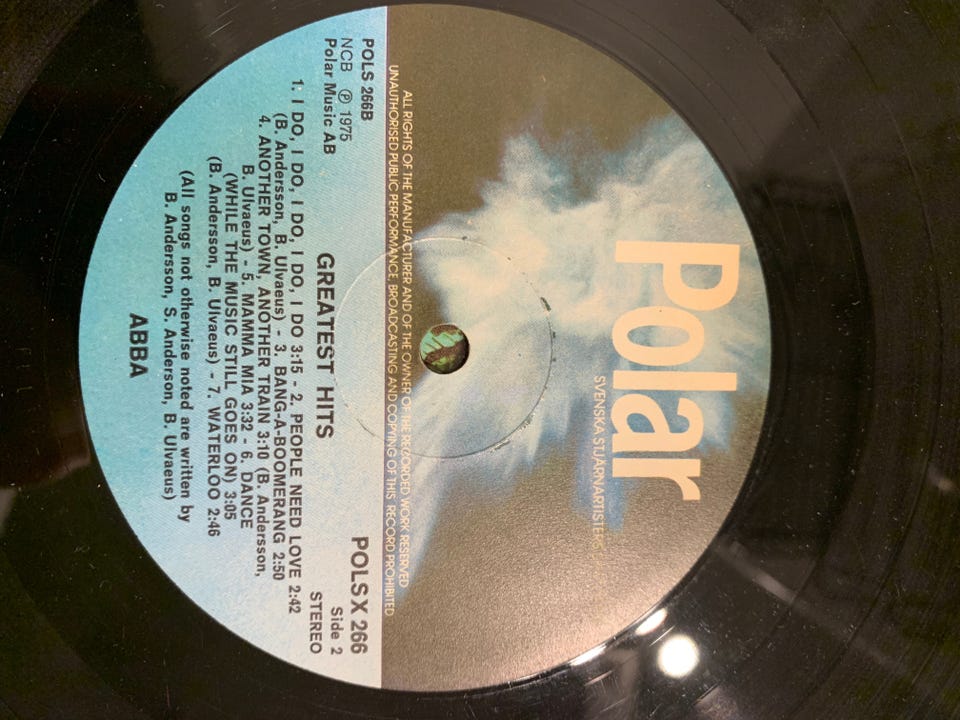 Polar
SVENSKA STJÄRNARTISTER
ALL RIGHTS OF THE MANUFACTURER AND OF THE OWNER OF THE RECORDED WORK RESERVED
UNAUTHORISED PUBLIC PERFORMANCE, BROADCASTING AND COPYING OF THIS RECORD PROHIBITED
POLS 266B
NCB Ⓟ 1975
Polar Music AB
POLSX 266
Side 2
STEREO
GREATEST HITS
1. I DO, I DO, I DO, I DO, I DO 3:15 - 2. PEOPLE NEED LOVE 2:42
(B. Andersson, B. Ulvaeus) - 3. BANG-A-BOOMERANG 2:50
4. ANOTHER TOWN, ANOTHER TRAIN 3:10 (B. Andersson,
B. Ulvaeus) - 5. MAMMA MIA 3:32 - 6. DANCE
(WHILE THE MUSIC STILL GOES ON) 3:05
(B. Andersson, B. Ulvaeus) - 7. WATERLOO 2:46
(All songs not otherwise noted are written by
B. Andersson, S. Anderson, B. Ulvaeus)
ABBA